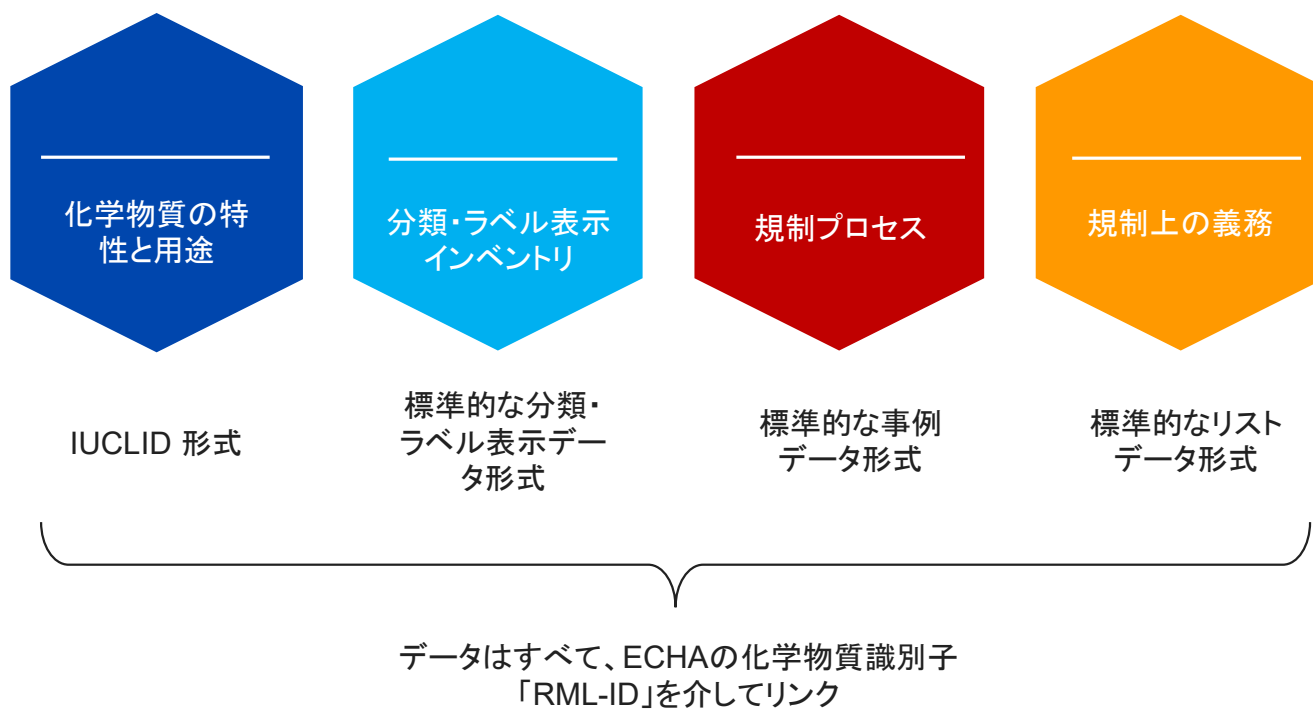 化学物質の特
性と用途
分類・ラベル表示
インベントリ
規制プロセス
規制上の義務
IUCLID 形式
標準的な分類・
ラベル表示デー
タ形式
標準的な事例
データ形式
標準的なリスト
データ形式
データはすべて、ECHAの化学物質識別子
「RML-ID」を介してリンク